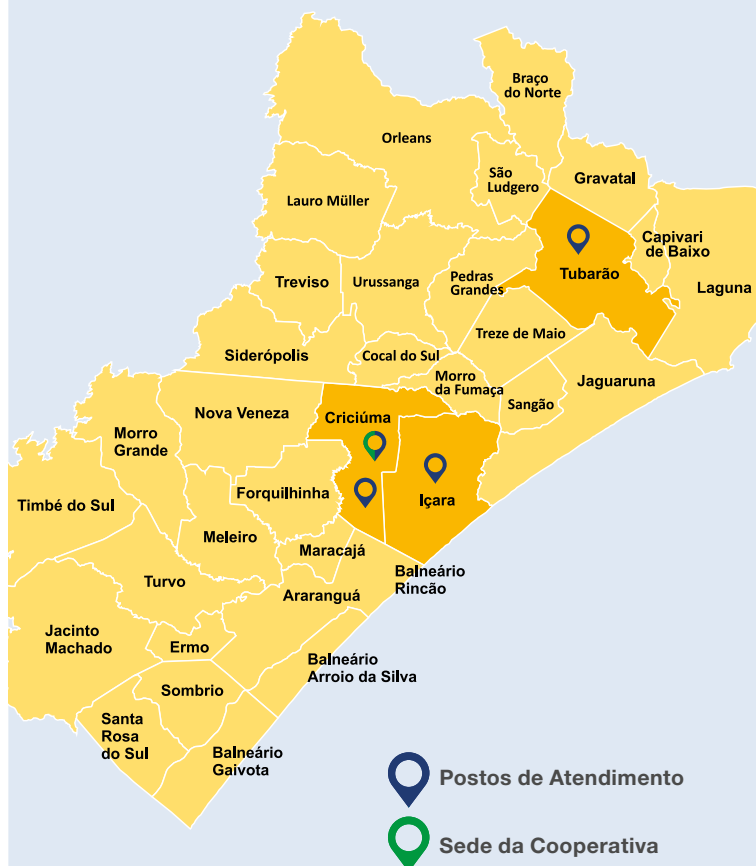 Braço
do Norte
Orleans
São
Ludgero
Gravatal
Lauro Müller
Capivari
de Baixo
Tubarão
Treviso
Urussanga
Pedras
Grandes
Laguna
Treze de Maio
Siderópolis
Cocal do Sul
Morro
da Fumaça
Jaguaruna
Sangão
Nova Veneza
Criciúma
Morro
Grande
Forquilhinha
Içara
Timbé do Sul
Meleiro
Maracajá
Turvo
Balneário
Rincão
Araranguá
Jacinto
Machado
Ermo
Balneário
Arroio da Silva
Sombrio
Santa
Rosa
do Sul
Balneário
Gaivota
Postos de Atendimento
Sede da Cooperativa